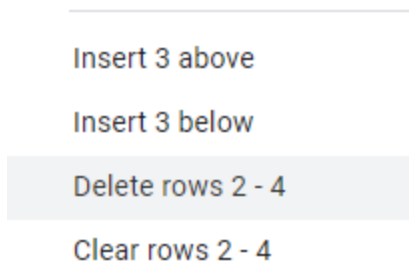 Insert 3 above
Insert 3 below
Delete rows 2 - 4
Clear rows 2 - 4